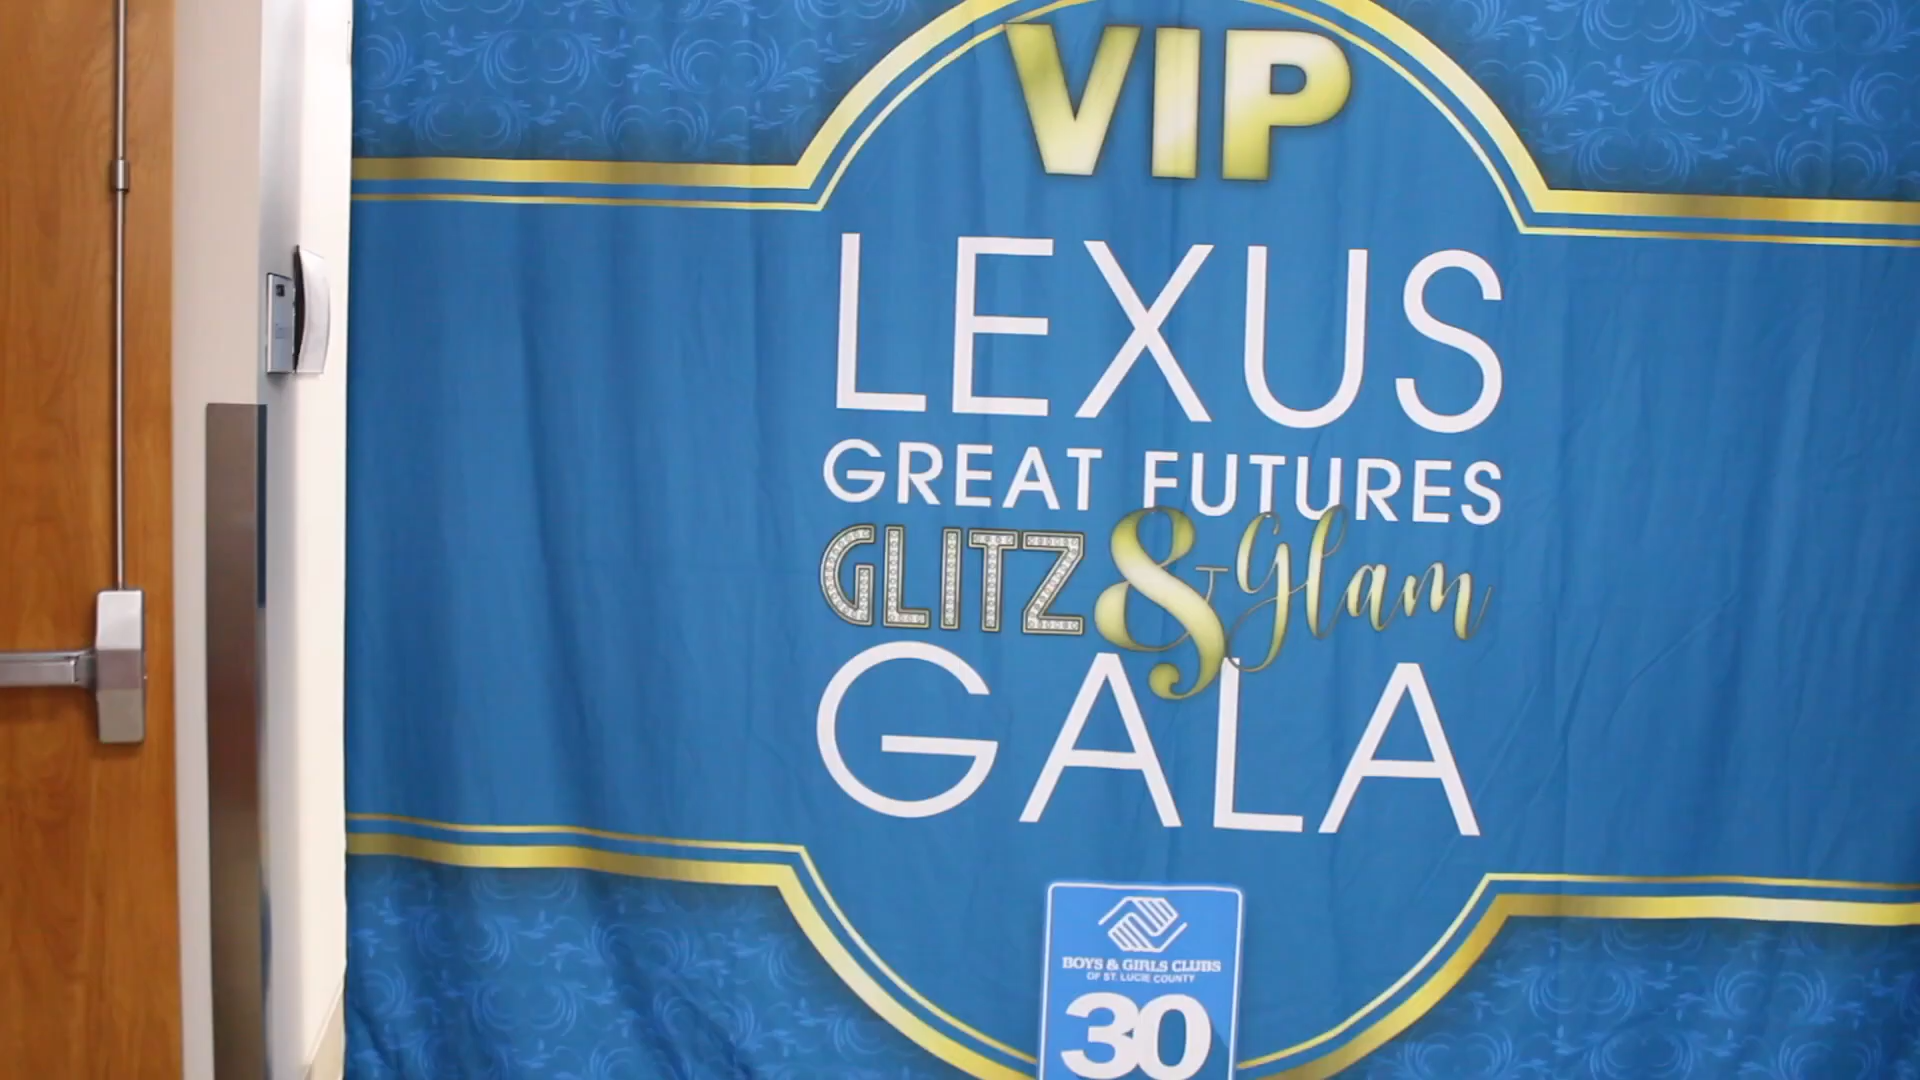 VIP
LEXUS
GREAT FUTURES
GLITZ & Glam
GALA
BOYS & GIRLS CLUBS
OF ST. LUCIE COUNTY
30